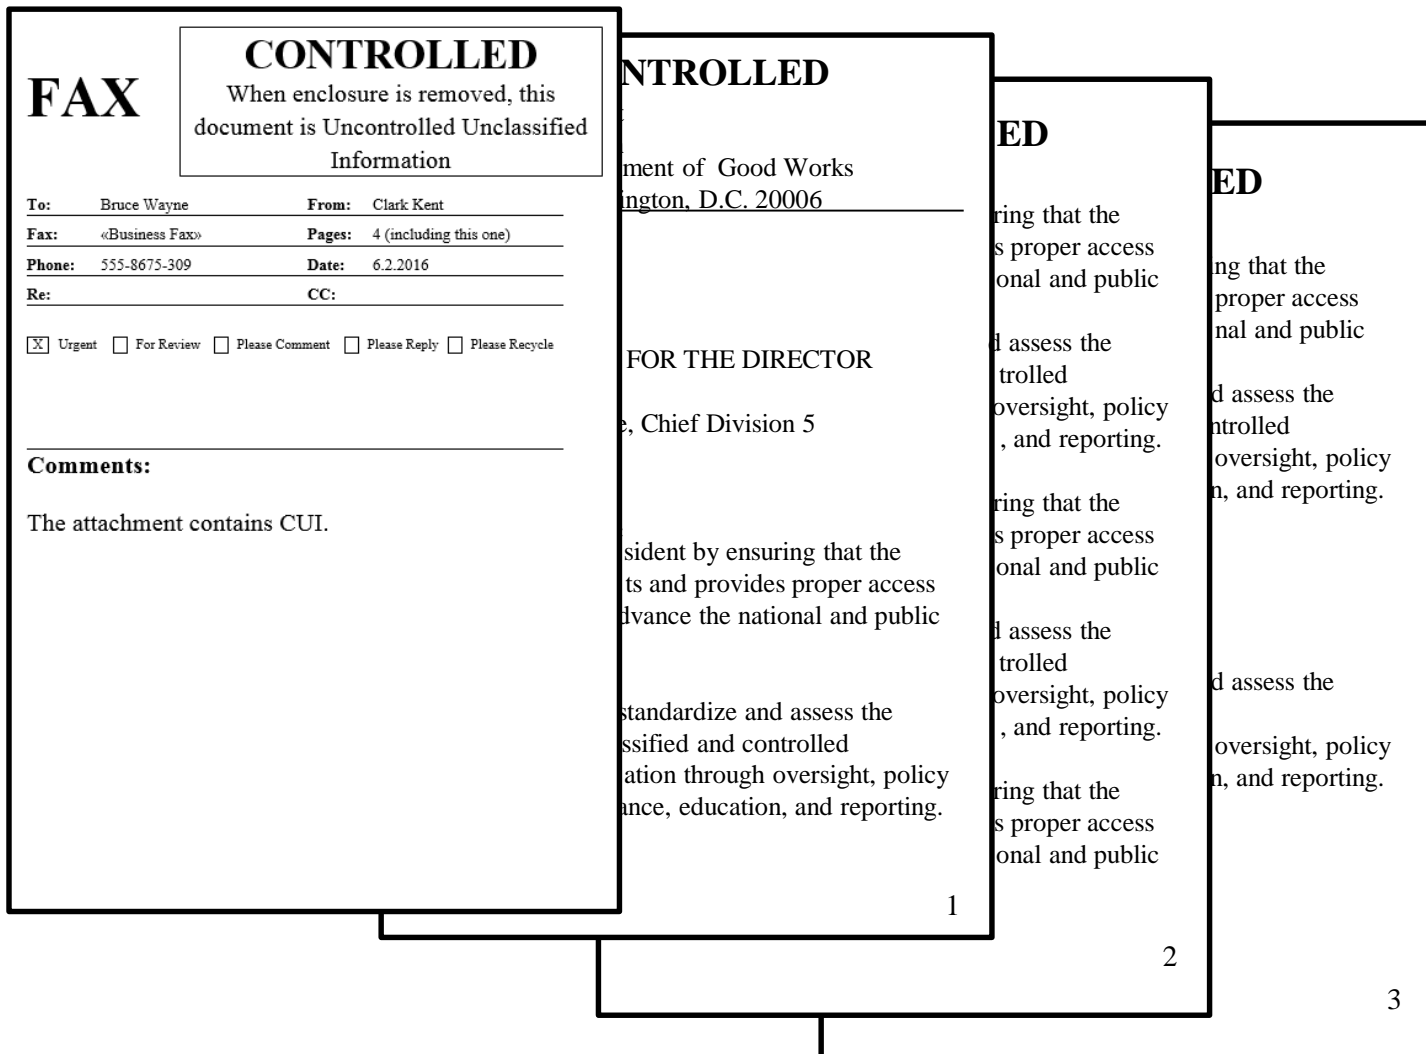 FAX
CONTROLLED
When enclosure is removed, this
document is Uncontrolled Unclassified
Information
To: Bruce Wayne From: Clark Kent
Fax: «Business Fax» Pages: 4 (including this one)
Phone: 555-8675-309 Date: 6.2.2016
Re: CC:
X Urgent For Review Please Comment Please Reply Please Recycle
Comments:
The attachment contains CUI.
NTROLLED
ment of Good Works
ington, D.C. 20006
FOR THE DIRECTOR
e, Chief Division 5
sident by ensuring that the
ts and provides proper access
dvance the national and public
standardize and assess the
ssified and controlled
ation through oversight, policy
ance, education, and reporting.
1
ED
ring that the
s proper access
onal and public
d assess the
trolled
oversight, policy
, and reporting.
ring that the
s proper access
onal and public
d assess the
trolled
oversight, policy
, and reporting.
ring that the
s proper access
onal and public
2
ED
ng that the
proper access
nal and public
d assess the
ntrolled
oversight, policy
n, and reporting.
d assess the
oversight, policy
n, and reporting.
3